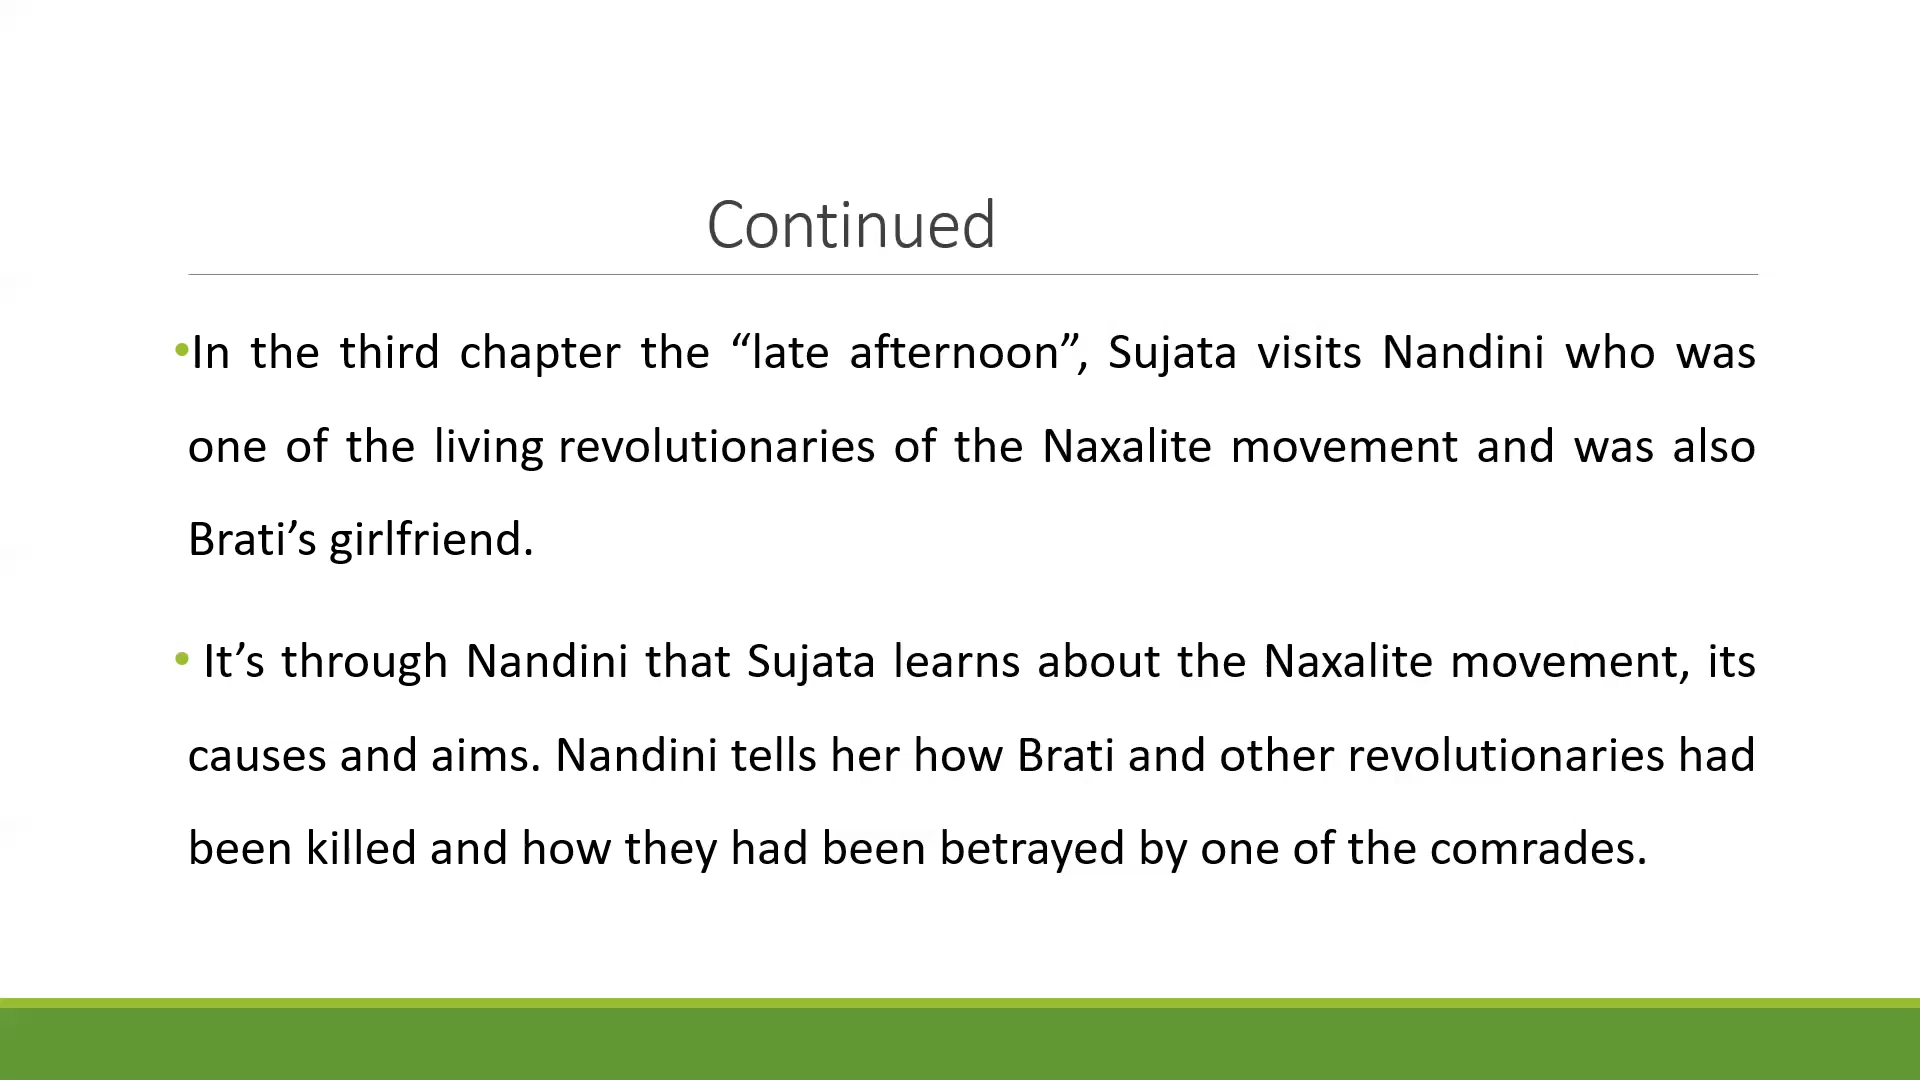 Continued
•In the third chapter the “late afternoon”, Sujata visits Nandini who was
one of the living revolutionaries of the Naxalite movement and was also
Brati’s girlfriend.
• It’s through Nandini that Sujata learns about the Naxalite movement, its
causes and aims. Nandini tells her how Brati and other revolutionaries had
been killed and how they had been betrayed by one of the comrades.